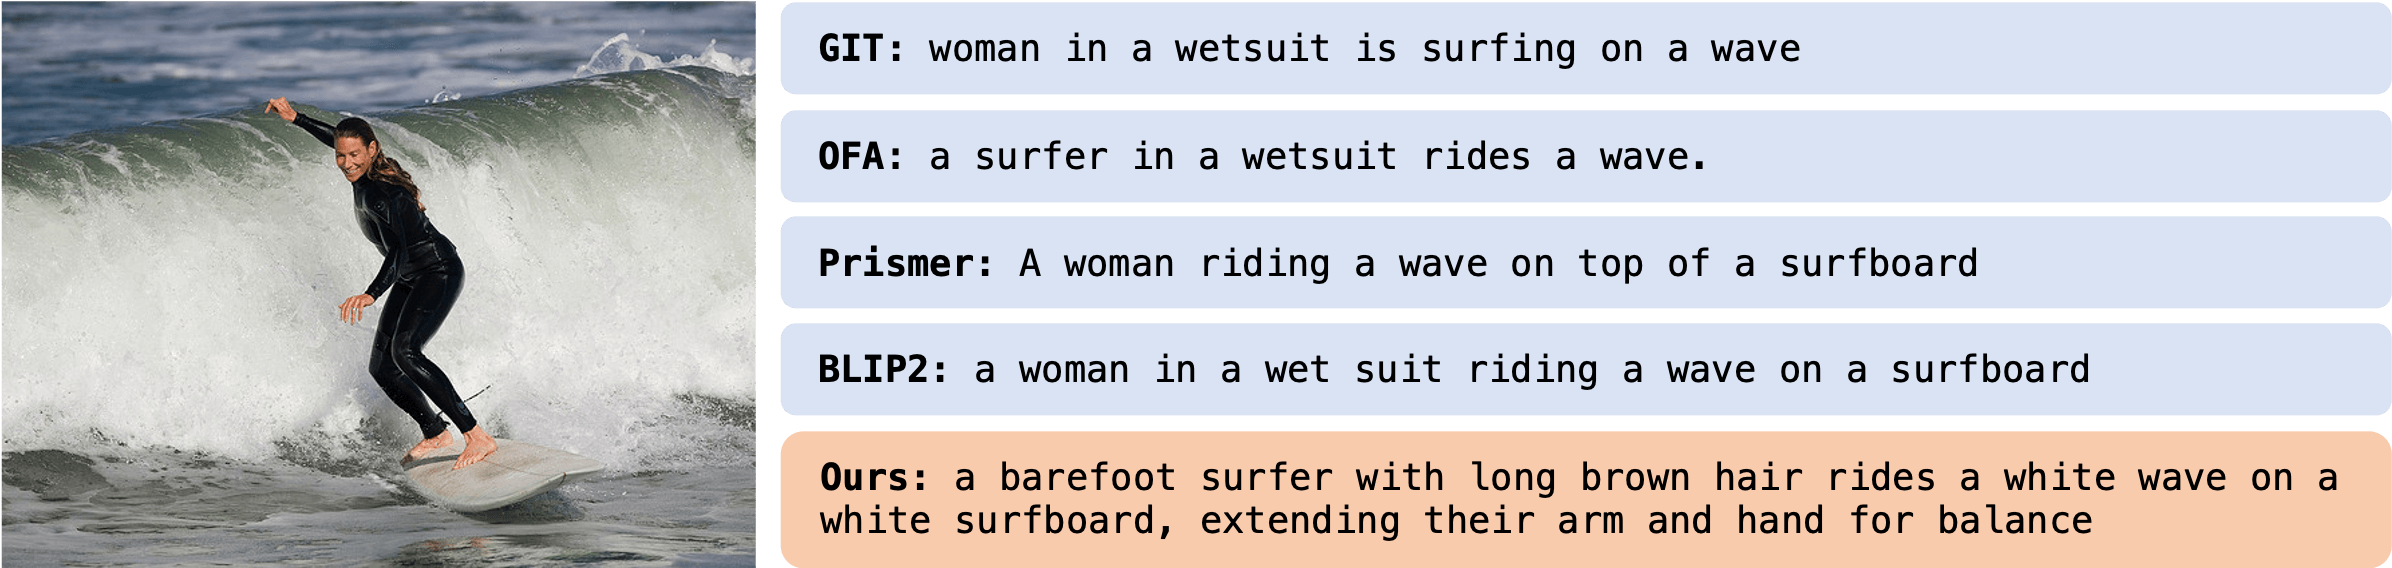 GIT: woman in a wetsuit is surfing on a wave
OFA: a surfer in a wetsuit rides a wave.
Prismer: A woman riding a wave on top of a surfboard
BLIP2: a woman in a wet suit riding a wave on a surfboard
Ours: a barefoot surfer with long brown hair rides a white wave on a
white surfboard, extending their arm and hand for balance